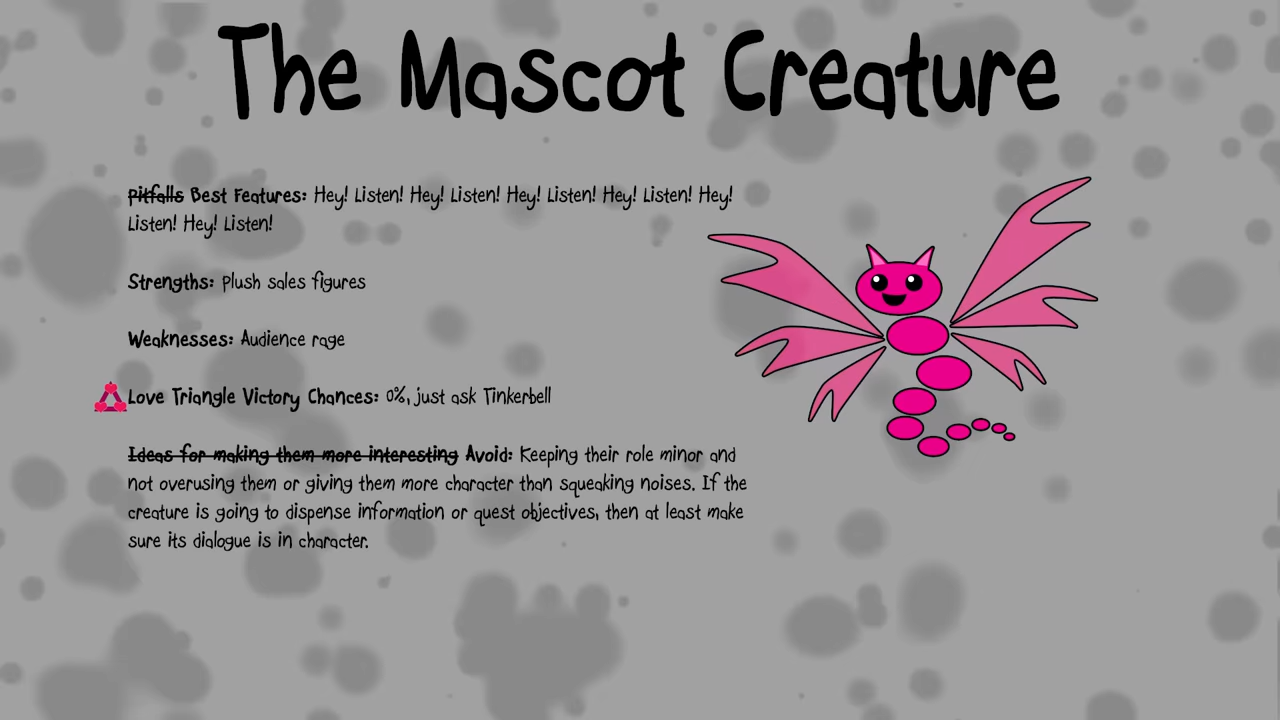 The Mascot Creature
Pitfalls Best Features: Hey! Listen! Hey! Listen! Hey! Listen! Hey! Listen! Hey!
Listen! Hey! Listen!
Strengths: Plush sales figures
Weaknesses: Audience rage
Love Triangle Victory Chances: 0%, just ask Tinkerbell
Ideas for making them more interesting Avoid: Keeping their role minor and
not overusing them or giving them more character than squeaking noises. If the
creature is going to dispense information or quest objectives, then at least make
sure its dialogue is in character.